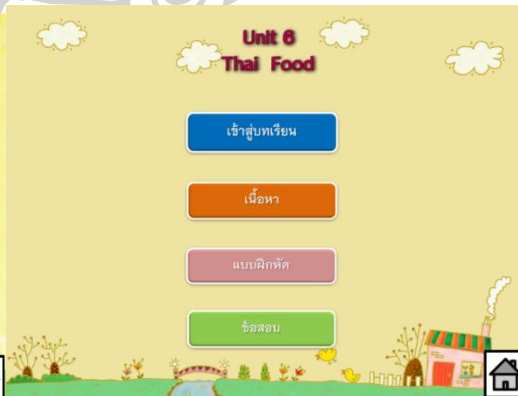 Unit 6
Thai Food
เข้าสู่บทเรียน
เนื้อหา
แบบฝึกหัด
ข้อสอบ